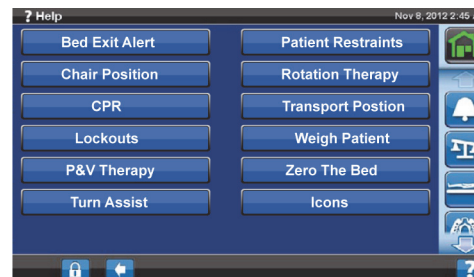 ? Help
Nov 8, 2012 2:45
Bed Exit Alert
Patient Restraints
Chair Position
Rotation Therapy
CPR
Transport Postion
Lockouts
Weigh Patient
P&V Therapy
Zero The Bed
Turn Assist
Icons
?